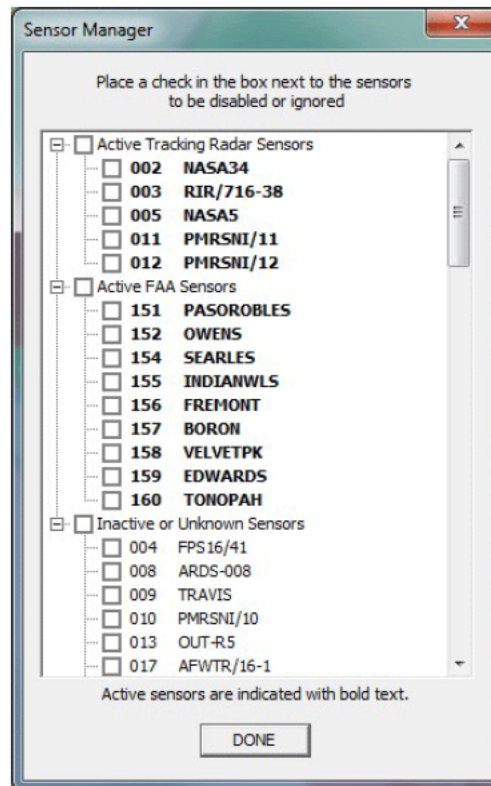 Sensor Manager
Place a check in the box next to the sensors
to be disabled or ignored
Active Tracking Radar Sensors
002 NASA34
003 RIR/716-38
005 NASA5
011 PMRSNI/11
012 PMRSNI/12
Active FAA Sensors
151 PASOROBLES
152 OWENS
154 SEARLES
155 INDIANWLS
156 FREMONT
157 BORON
158 VELVETPK
159 EDWARDS
160 TONOPAH
Inactive or Unknown Sensors
004 FPS16/41
008 ARDS-008
009 TRAVIS
010 PMRSNI/10
013 OUT-R5
017 AFWTR/16-1
Active sensors are indicated with bold text.
DONE